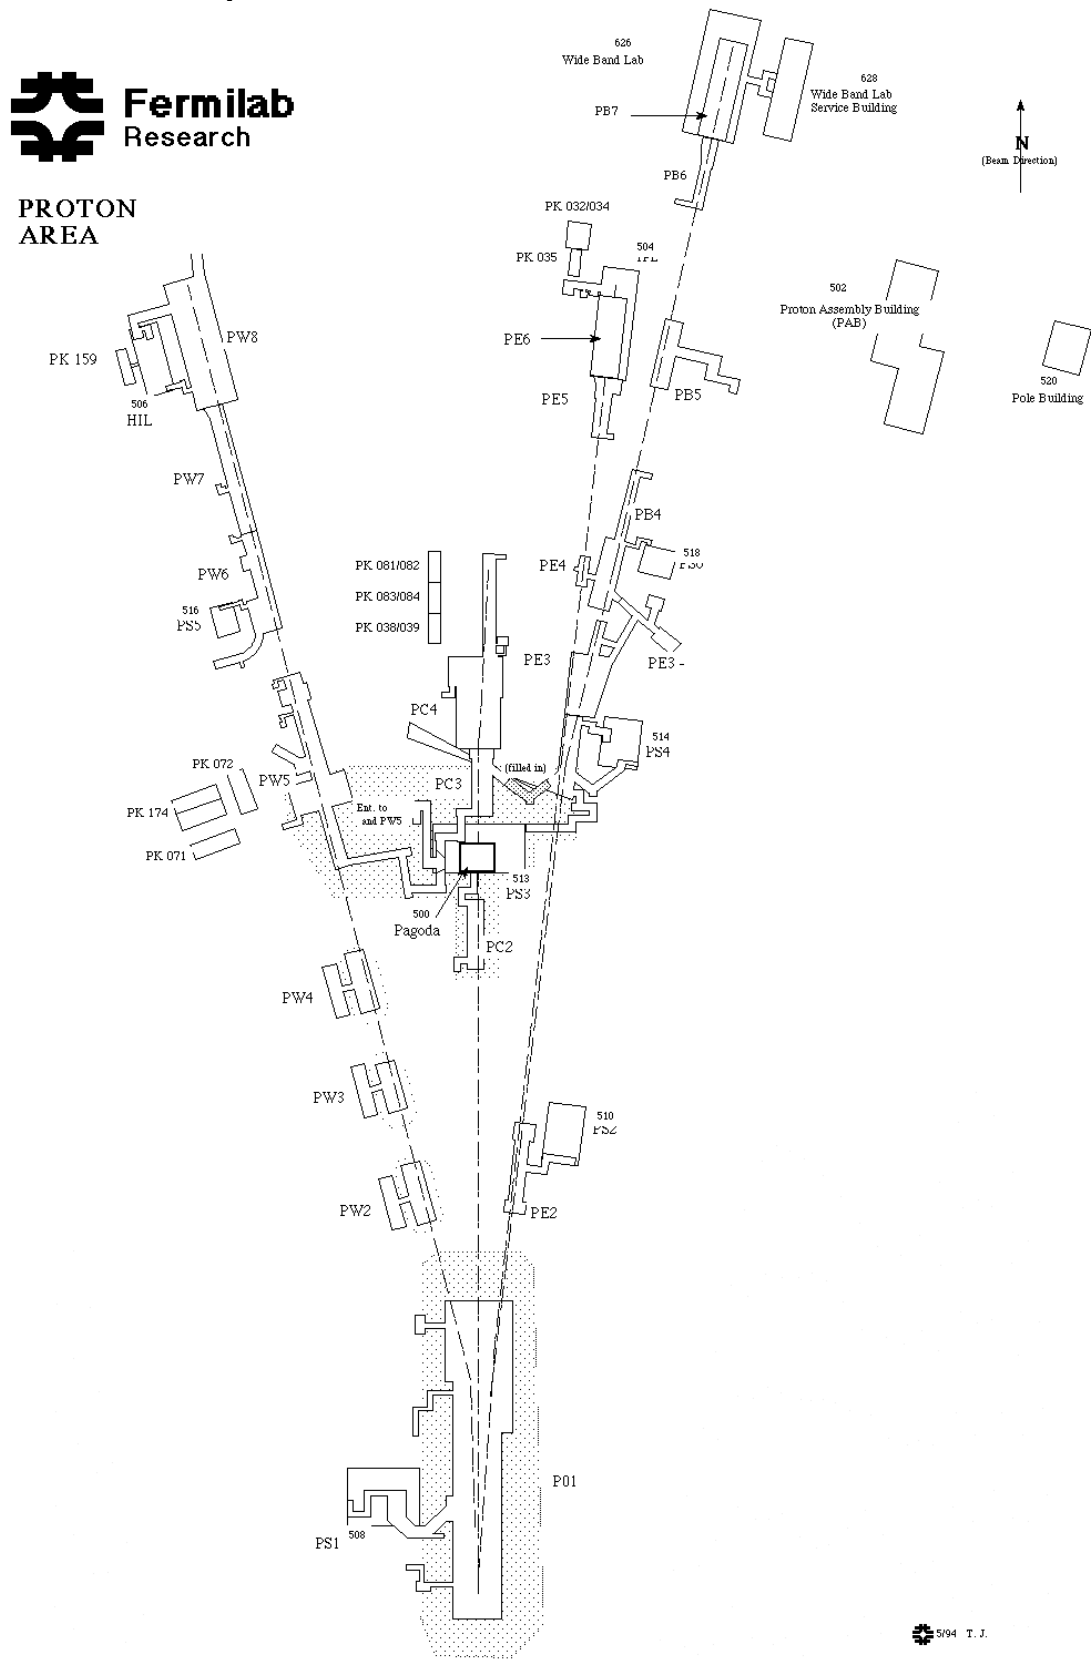 Fermilab
Research
PROTON
AREA
626
Wide Band Lab
628
Wide Band Lab
Service Building
PB7
N
(Beam Direction)
PB6
PK 032/034
PK 035
504
502
Proton Assembly Building
(PAB)
PW8
PE6
PK 159
506
HIL
PE5
PB5
520
Pole Building
PW7
PB4
PK 081/082
PE4
518
PW6
PK 083/084
516
PS5
PK 038/039
PE3
PE3 -
PC4
514
PS4
PK 072
PW5
(filled in)
PC3
PK 174
Ent. to
and PW5
PK 071
513
PS3
500
Pagoda
PC2
PW4
PW3
510
PS2
PW2
PE2
P01
508
PS1
5/94 T. J.